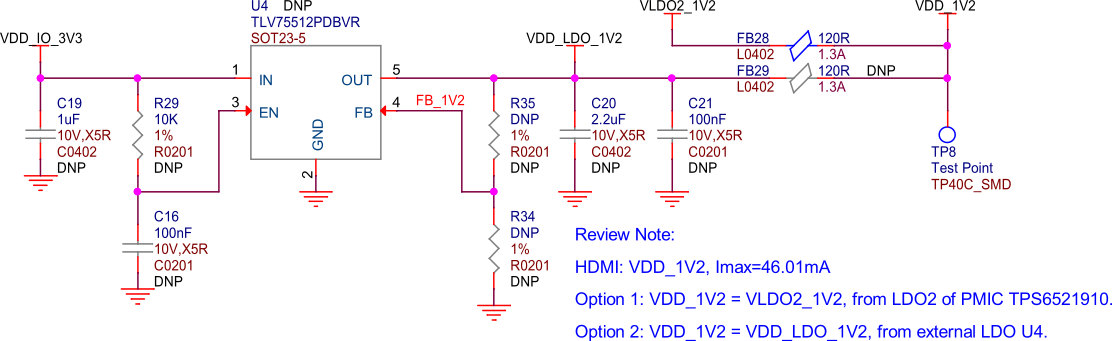 U4 DNP
TLV75512PDBVR
SOT23-5
VLDO2_1V2
VDD_1V2
VDD_IO_3V3
VDD_LDO_1V2
FB28 120R
L0402 1.3A
FB29 120R DNP
L0402 1.3A
1 IN
OUT 5
3 EN
FB 4
FB_1V2
GND
2
C19
1uF
10V,X5R
C0402
DNP
R29
10K
1%
R0201
DNP
R35
DNP
1%
R0201
DNP
C20
2.2uF
10V,X5R
C0402
DNP
C21
100nF
10V,X5R
C0201
DNP
TP8
Test Point
TP40C_SMD
C16
100nF
10V,X5R
C0201
DNP
R34
DNP
1%
R0201
DNP
Review Note:
HDMI: VDD_1V2, Imax=46.01mA
Option 1: VDD_1V2 = VLDO2_1V2, from LDO2 of PMIC TPS6521910.
Option 2: VDD_1V2 = VDD_LDO_1V2, from external LDO U4.